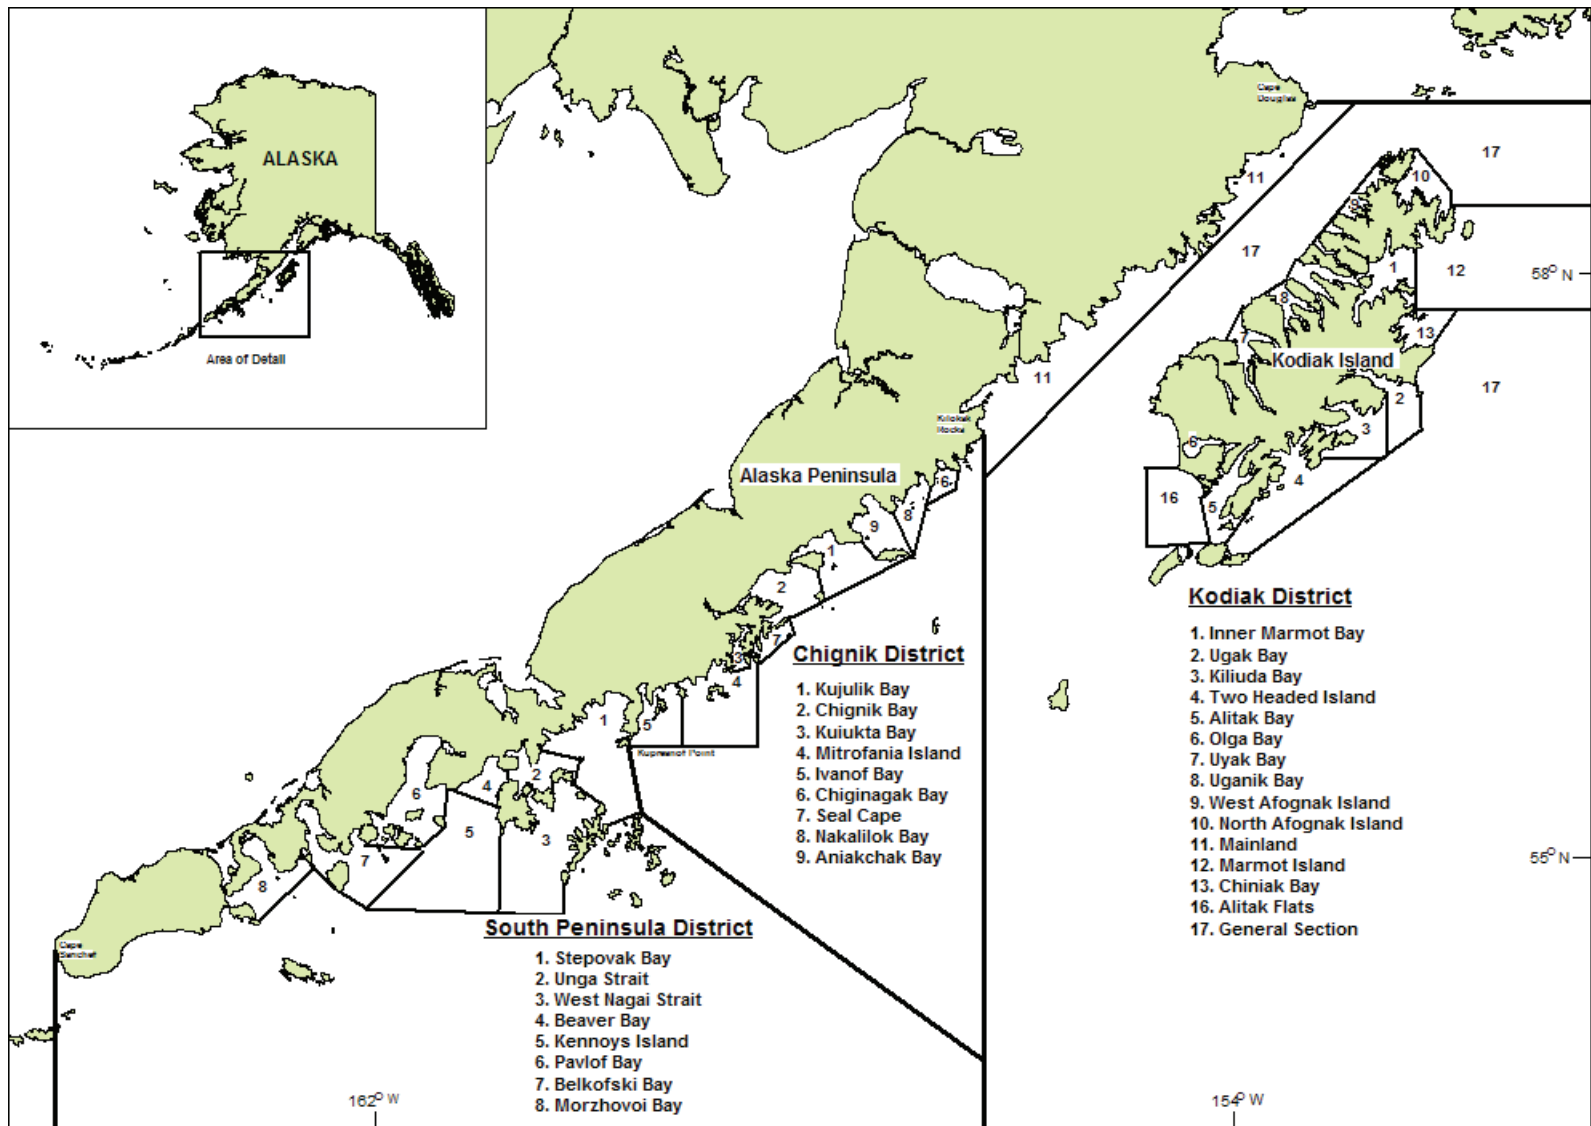 ALASKA
Area of Detail
Cape
Douglas
17
11
10
9
17
1
12
58° N
8
13
7
Kodiak Island
11
17
2
Kilokak
Rocks
3
6
Alaska Peninsula
6
4
16
8
5
9
1
2
Kodiak District
1. Inner Marmot Bay
2. Ugak Bay
3. Kiliuda Bay
4. Two Headed Island
5. Alitak Bay
6. Olga Bay
7. Uyak Bay
8. Uganik Bay
9. West Afognak Island
10. North Afognak Island
11. Mainland
12. Marmot Island
13. Chiniak Bay
16. Alitak Flats
17. General Section
7
3
4
Chignik District
1. Kujulik Bay
2. Chignik Bay
3. Kuiukta Bay
4. Mitrofania Island
5. Ivanof Bay
6. Chiginagak Bay
7. Seal Cape
8. Nakalilok Bay
9. Aniakchak Bay
1
5
Kupreanof Point
2
4
6
5
3
7
8
55° N
Cape
South Peninsula District
1. Stepovak Bay
2. Unga Strait
3. West Nagai Strait
4. Beaver Bay
5. Kennoys Island
6. Pavlof Bay
7. Belkofski Bay
8. Morzhovoi Bay
162° W
154° W